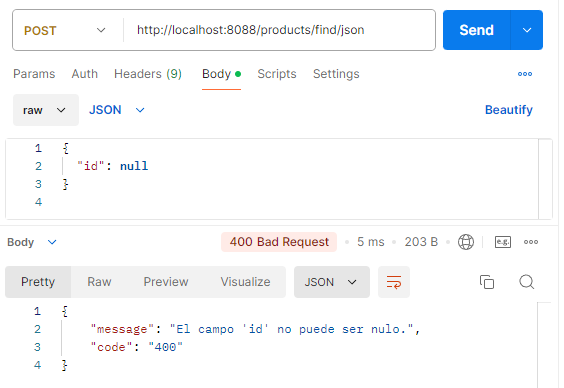 POST http://localhost:8088/products/find/json Send
Params Auth Headers (9) Body Scripts Settings
raw JSON Beautify
1 {
2 "id": null
3 }
4
Body 400 Bad Request 5 ms 203 B e.g.
Pretty Raw Preview Visualize JSON
1 {
2 "message": "El campo 'id' no puede ser nulo.",
3 "code": "400"
4 }